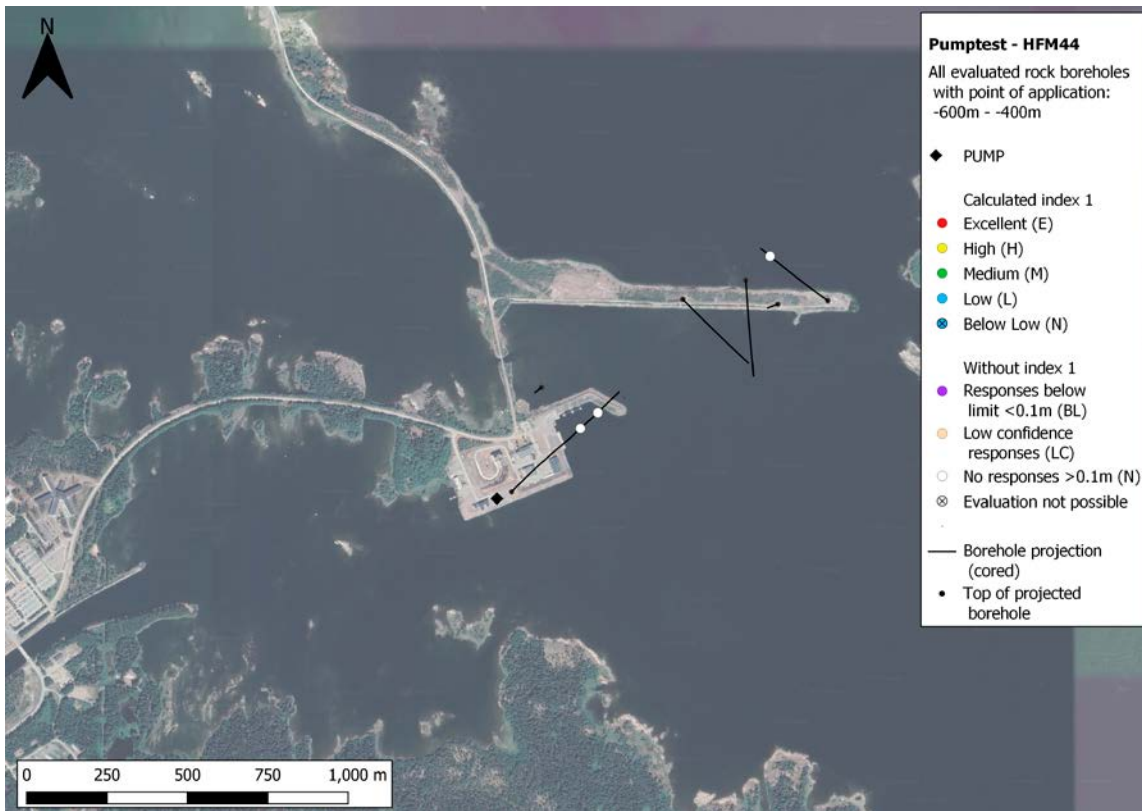 N
Pumptest - HFM44
All evaluated rock boreholes
with point of application:
-600m - -400m
PUMP
Calculated index 1
Excellent (E)
High (H)
Medium (M)
Low (L)
Below Low (N)
Without index 1
Responses below
limit <0.1m (BL)
Low confidence
responses (LC)
No responses >0.1m (N)
Evaluation not possible
Borehole projection
(cored)
Top of projected
borehole
0 250 500 750 1,000 m